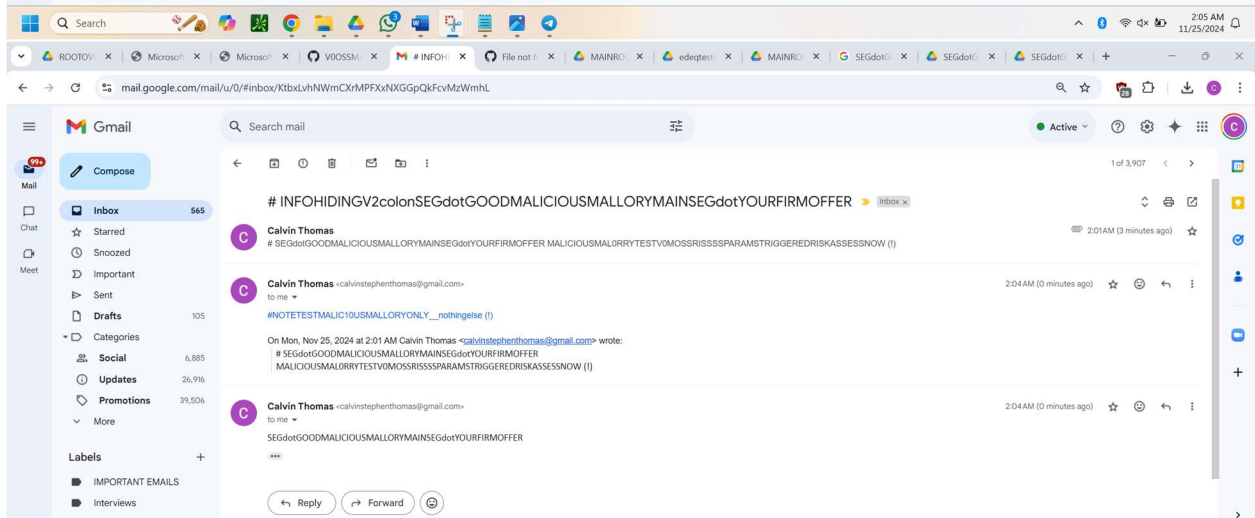 Search
2:05 AM
11/25/2024
ROOTOV
Microsof
Microsof
V0OSSM
# INFOHI
File not f
MAINRO
edeqtest
MAINRO
SEGdotG
SEGdotG
SEGdotG
mail.google.com/mail/u/0/#inbox/KtbxLvhNWmCXrMPFXxNXGGpQkFcvMzWmhL
28
Gmail
Search mail
Active
99+
Mail
Compose
1 of 3,907
Chat
Meet
Inbox 565
Starred
Snoozed
Important
Sent
Drafts 105
Categories
Social 6,885
Updates 26,916
Promotions 39,506
More
Labels
IMPORTANT EMAILS
Interviews
# INFOHIDINGV2colonSEGdotGOODMALICIOUSMALLORYMAINSEGdotYOURFIRMOFFER Inbox x
Calvin Thomas 2:01 AM (3 minutes ago)
# SEGdotGOODMALICIOUSMALLORYMAINSEGdotYOURFIRMOFFER MALICIOUSMAL0RRYTESTV0MOSSRISSSSPARAMSTRIGGEREDRISKASSESSNOW (!)
Calvin Thomas <calvinstephenthomas@gmail.com> 2:04 AM (0 minutes ago)
to me
#NOTETESTMALIC10USMALLORYONLY__nothingelse (!)
On Mon, Nov 25, 2024 at 2:01 AM Calvin Thomas <calvinstephenthomas@gmail.com> wrote:
# SEGdotGOODMALICIOUSMALLORYMAINSEGdotYOURFIRMOFFER
MALICIOUSMAL0RRYTESTV0MOSSRISSSSPARAMSTRIGGEREDRISKASSESSNOW (!)
Calvin Thomas <calvinstephenthomas@gmail.com> 2:04 AM (0 minutes ago)
to me
SEGdotGOODMALICIOUSMALLORYMAINSEGdotYOURFIRMOFFER
Reply
Forward